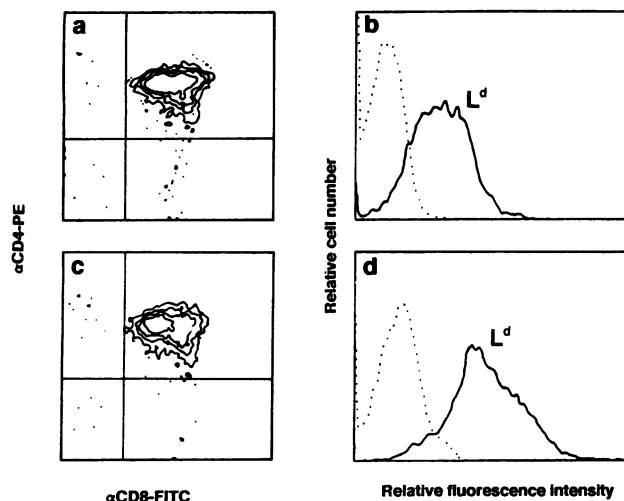 a
b
L^d
αCD4-PE
Relative cell number
c
d
L^d
αCD8-FITC
Relative fluorescence intensity